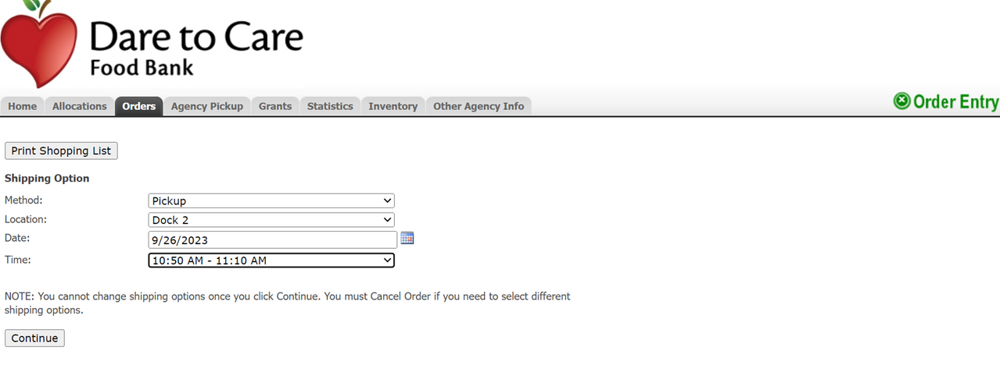 Dare to Care
Food Bank
Home Allocations Orders Agency Pickup Grants Statistics Inventory Other Agency Info
Order Entry
Print Shopping List
Shipping Option
Method: Pickup
Location: Dock 2
Date: 9/26/2023
Time: 10:50 AM - 11:10 AM
NOTE: You cannot change shipping options once you click Continue. You must Cancel Order if you need to select different
shipping options.
Continue